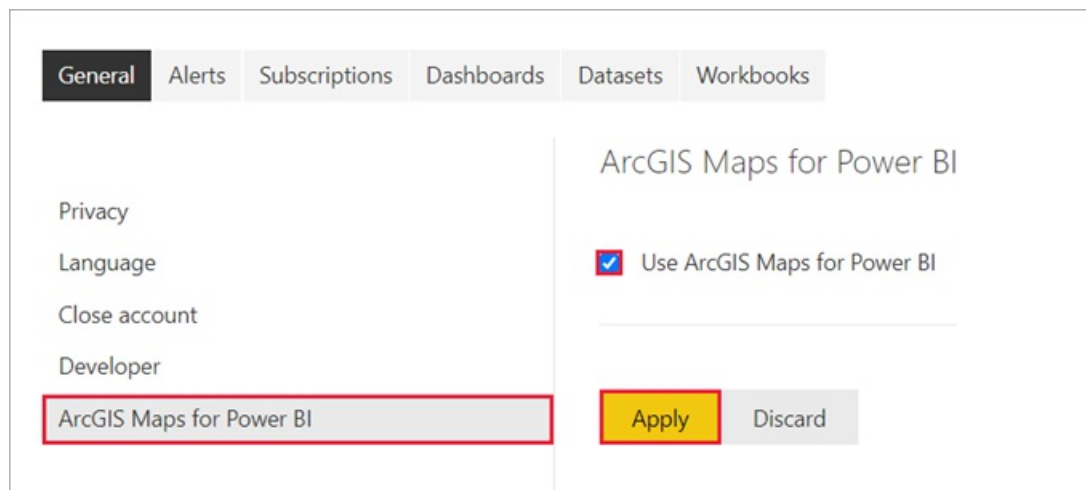 General Alerts Subscriptions Dashboards Datasets Workbooks
Privacy
Language
Close account
Developer
ArcGIS Maps for Power BI
ArcGIS Maps for Power BI
Use ArcGIS Maps for Power BI
Apply Discard